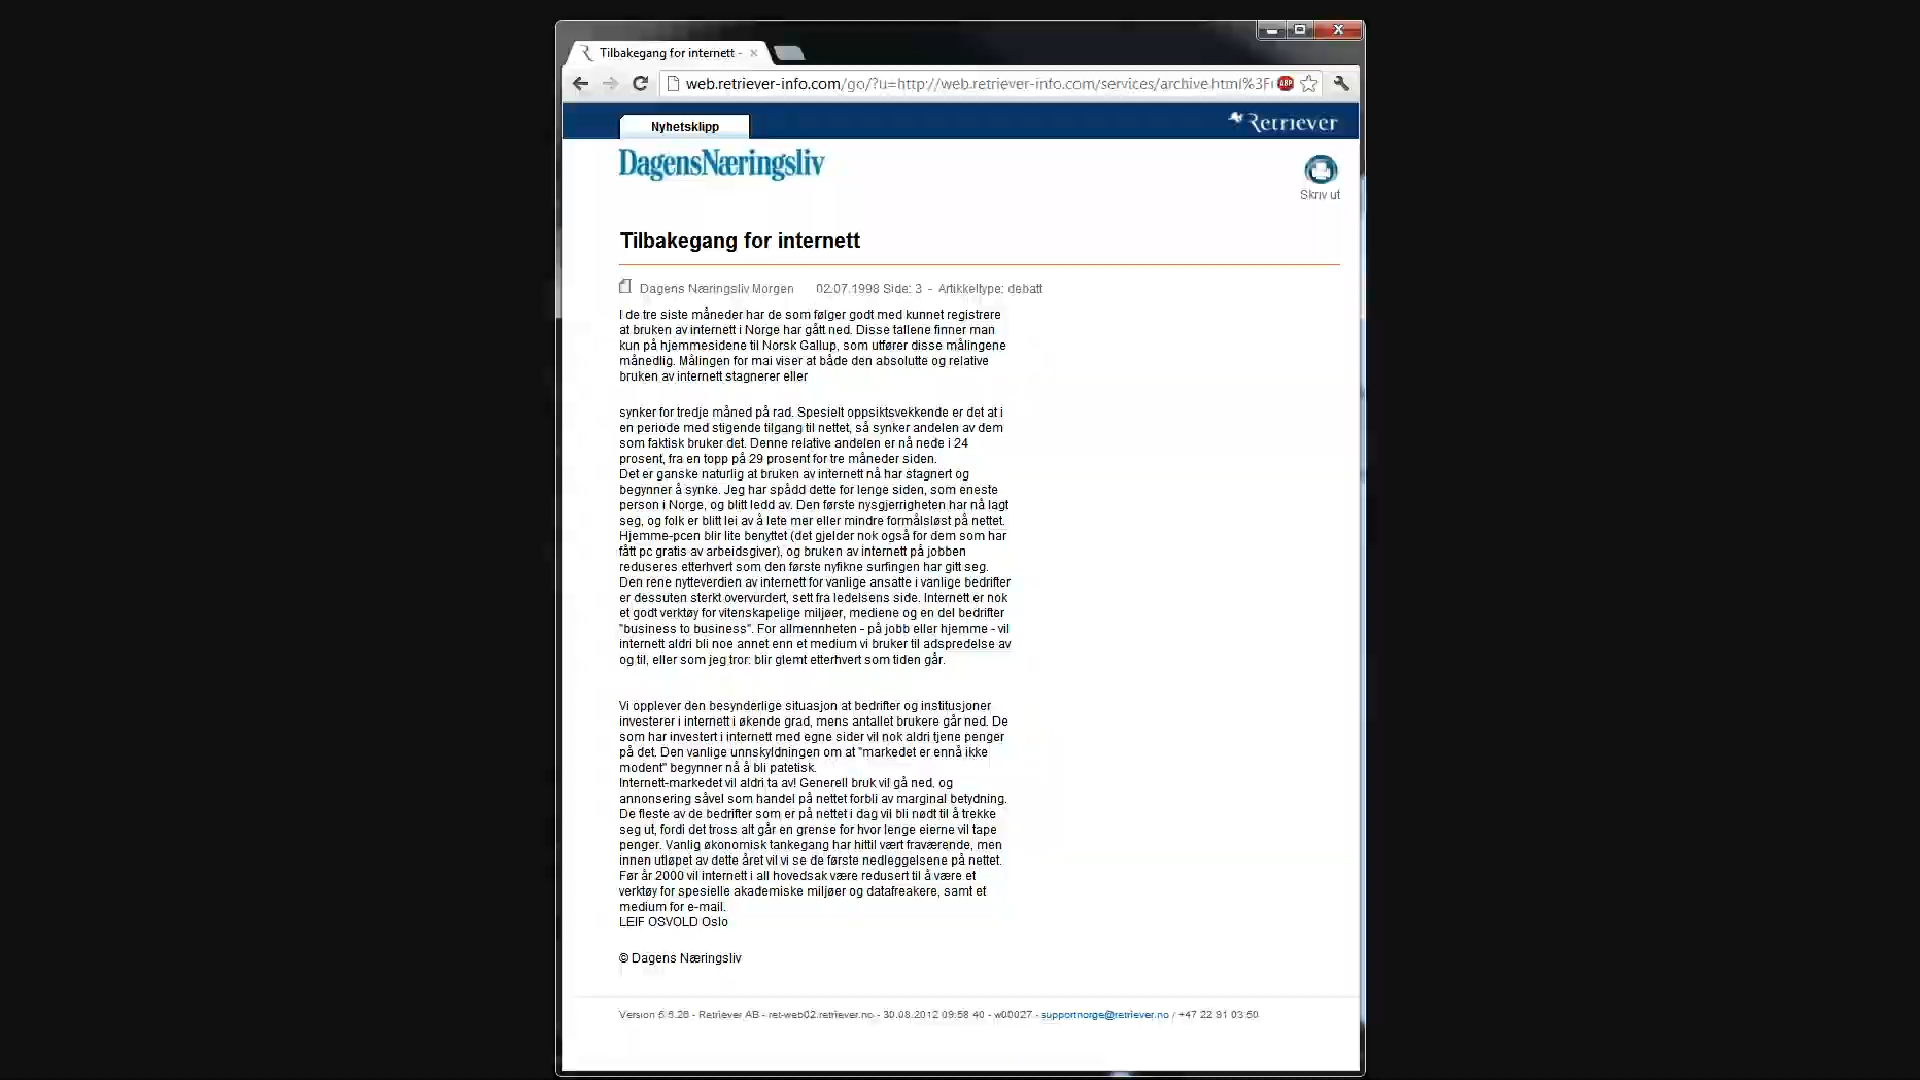 Tilbakegang for internett -
web.retriever-info.com/go/?u=http://web.retriever-info.com/services/archive.html%3F
ABP
Nyhetsklipp
Retriever
DagensNæringsliv
Skriv ut
Tilbakegang for internett
Dagens Næringsliv Morgen 02.07.1998 Side: 3 - Artikkeltype: debatt
I de tre siste måneder har de som følger godt med kunnet registrere
at bruken av internett i Norge har gått ned. Disse tallene finner man
kun på hjemmesidene til Norsk Gallup, som utfører disse målingene
månedlig. Målingen for mai viser at både den absolutte og relative
bruken av internett stagnerer eller
synker for tredje måned på rad. Spesielt oppsiktsvekkende er det at i
en periode med stigende tilgang til nettet, så synker andelen av dem
som faktisk bruker det. Denne relative andelen er nå nede i 24
prosent, fra en topp på 29 prosent for tre måneder siden.
Det er ganske naturlig at bruken av internett nå har stagnert og
begynner å synke. Jeg har spådd dette for lenge siden, som eneste
person i Norge, og blitt ledd av. Den første nysgjerrigheten har nå lagt
seg, og folk er blitt lei av å lete mer eller mindre formålsløst på nettet.
Hjemme-pcen blir lite benyttet (det gjelder nok også for dem som har
fått pc gratis av arbeidsgiver), og bruken av internett på jobben
reduseres etterhvert som den første nyfikne surfingen har gitt seg.
Den rene nytteverdien av internett for vanlige ansatte i vanlige bedrifter
er dessuten sterkt overvurdert, sett fra ledelsens side. Internett er nok
et godt verktøy for vitenskapelige miljøer, mediene og en del bedrifter
"business to business". For allmennheten - på jobb eller hjemme - vil
internett aldri bli noe annet enn et medium vi bruker til adspredelse av
og til, eller som jeg tror: blir glemt etterhvert som tiden går.
Vi opplever den besynderlige situasjon at bedrifter og institusjoner
investerer i internett i økende grad, mens antallet brukere går ned. De
som har investert i internett med egne sider vil nok aldri tjene penger
på det. Den vanlige unnskyldningen om at "markedet er ennå ikke
modent" begynner nå å bli patetisk.
Internett-markedet vil aldri ta av! Generell bruk vil gå ned, og
annonsering såvel som handel på nettet forbli av marginal betydning.
De fleste av de bedrifter som er på nettet i dag vil bli nødt til å trekke
seg ut, fordi det tross alt går en grense for hvor lenge eierne vil tape
penger. Vanlig økonomisk tankegang har hittil vært fraværende, men
innen utløpet av dette året vil vi se de første nedleggelsene på nettet.
Før år 2000 vil internett i all hovedsak være redusert til å være et
verktøy for spesielle akademiske miljøer og datafreakere, samt et
medium for e-mail.
LEIF OSVOLD Oslo
© Dagens Næringsliv
Version 5.5.26 - Retriever AB - ret-web02.retriever.no - 30.08.2012 09:58:40 - w00027 - supportnorge@retriever.no / +47 22 91 03 50